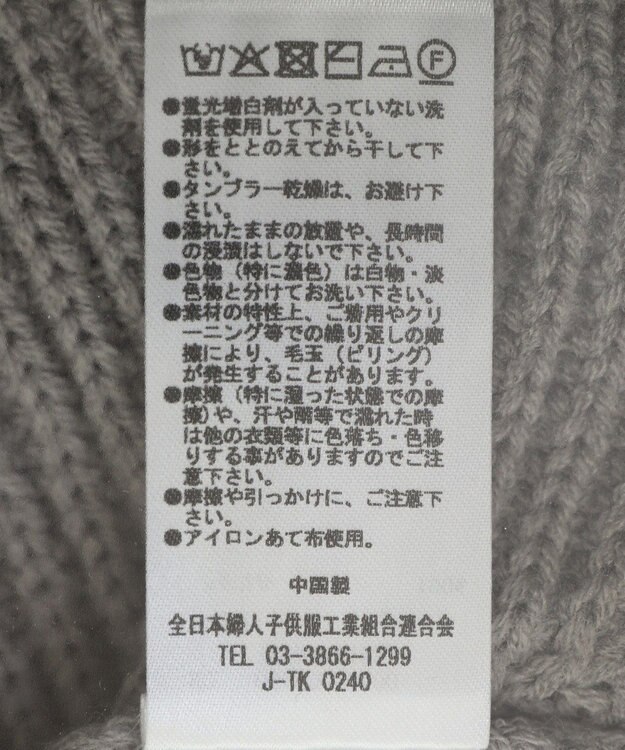 F
●蛍光増白剤が入っていない洗
剤を使用して下さい。
●形をととのえてから干して下
さい。
●タンブラー乾燥は、お避け下
さい。
●濡れたままの放置や、長時間
の浸漬はしないで下さい。
●色物（特に濃色）は白物・淡
色物と分けてお洗い下さい。
●素材の特性上、ご着用やクリ
ーニング等での繰り返しの摩
擦により、毛玉（ピリング）
が発生することがあります。
●摩擦（特に湿った状態での摩
擦）や、汗や雨等で濡れた時
は他の衣類等に色落ち・色移
りする事がありますのでご注
意下さい。
●摩擦や引っかけに、ご注意下
さい。
●アイロンあて布使用。
中国製
全日本婦人子供服工業組合連合会
TEL 03-3866-1299
J-TK 0240